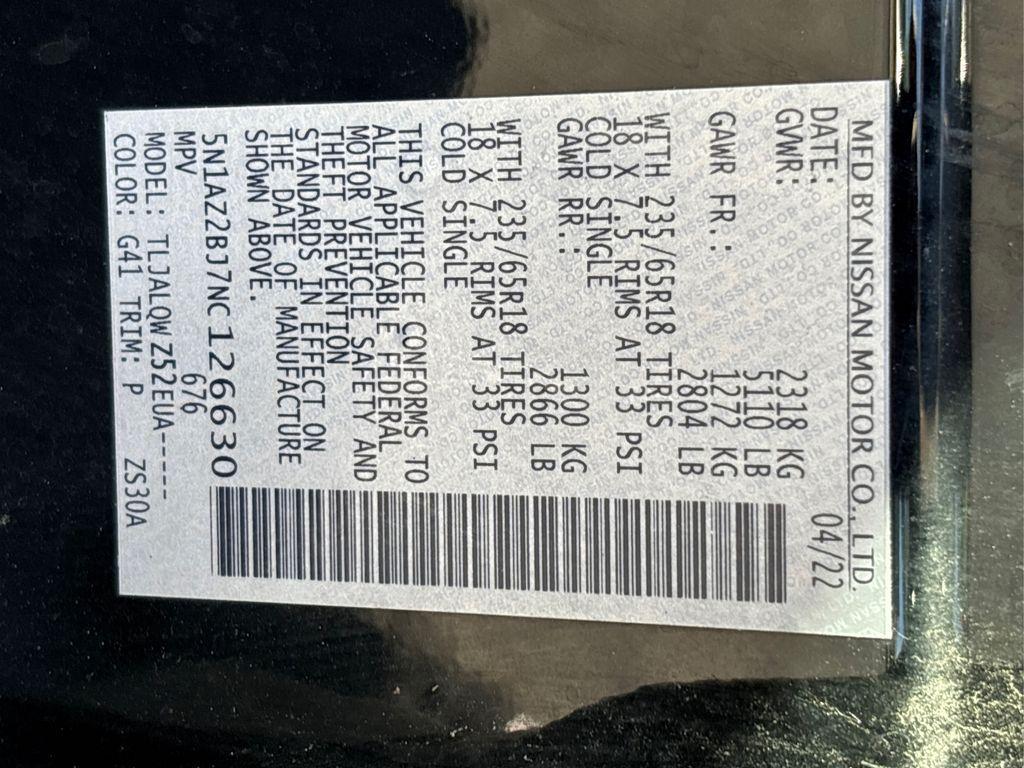 MFD BY NISSAN MOTOR CO., LTD.
DATE: 04/22
GVWR: 2318 KG
5110 LB
GAWR FR.: 1272 KG
2804 LB
WITH 235/65R18 TIRES
18 X 7.5 RIMS AT 33 PSI
COLD SINGLE
GAWR RR.: 1300 KG
2866 LB
WITH 235/65R18 TIRES
18 X 7.5 RIMS AT 33 PSI
COLD SINGLE
THIS VEHICLE CONFORMS TO
ALL APPLICABLE FEDERAL
MOTOR VEHICLE SAFETY AND
THEFT PREVENTION
STANDARDS IN EFFECT ON
THE DATE OF MANUFACTURE
SHOWN ABOVE.
5N1AZ2BJ7NC126630
MPV 676
MODEL: TLJALQW Z52EUA-----
COLOR: G41 TRIM: P ZS30A